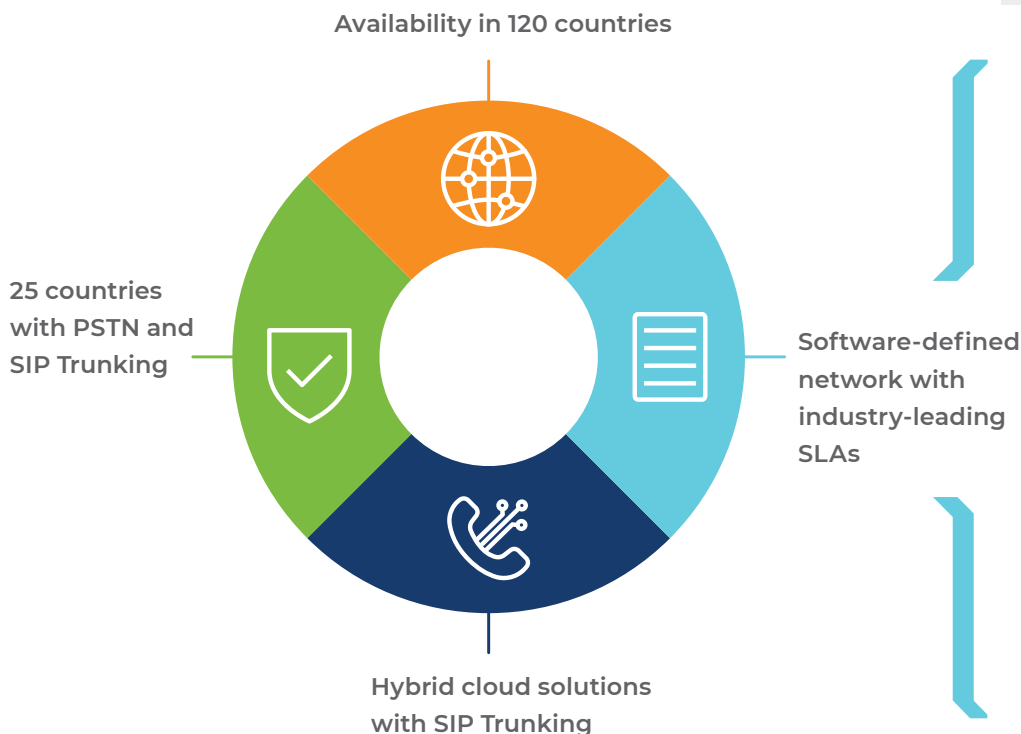 Availability in 120 countries
25 countries
with PSTN and
SIP Trunking
Software-defined
network with
industry-leading
SLAs
Hybrid cloud solutions
with SIP Trunking